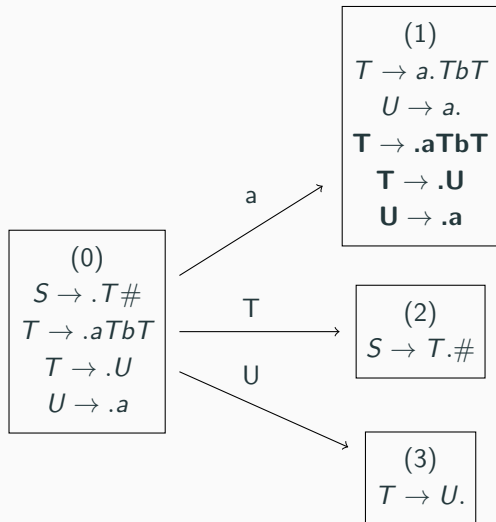 (0)
S → .T#
T → .aTbT
T → .U
U → .a
a
T
U
(1)
T → a.TbT
U → a.
T → .aTbT
T → .U
U → .a
(2)
S → T.#
(3)
T → U.